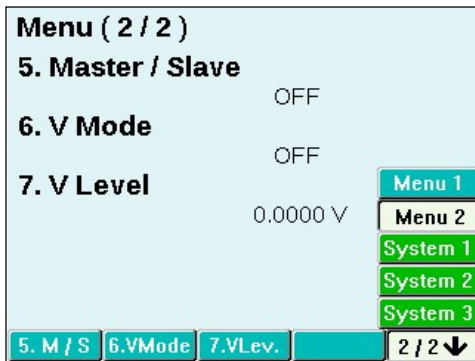 Menu ( 2 / 2 )
5. Master / Slave
OFF
6. V Mode
OFF
7. V Level
0.0000 V
Menu 1
Menu 2
System 1
System 2
System 3
5. M / S 6.VMode 7.VLev. 2 / 2